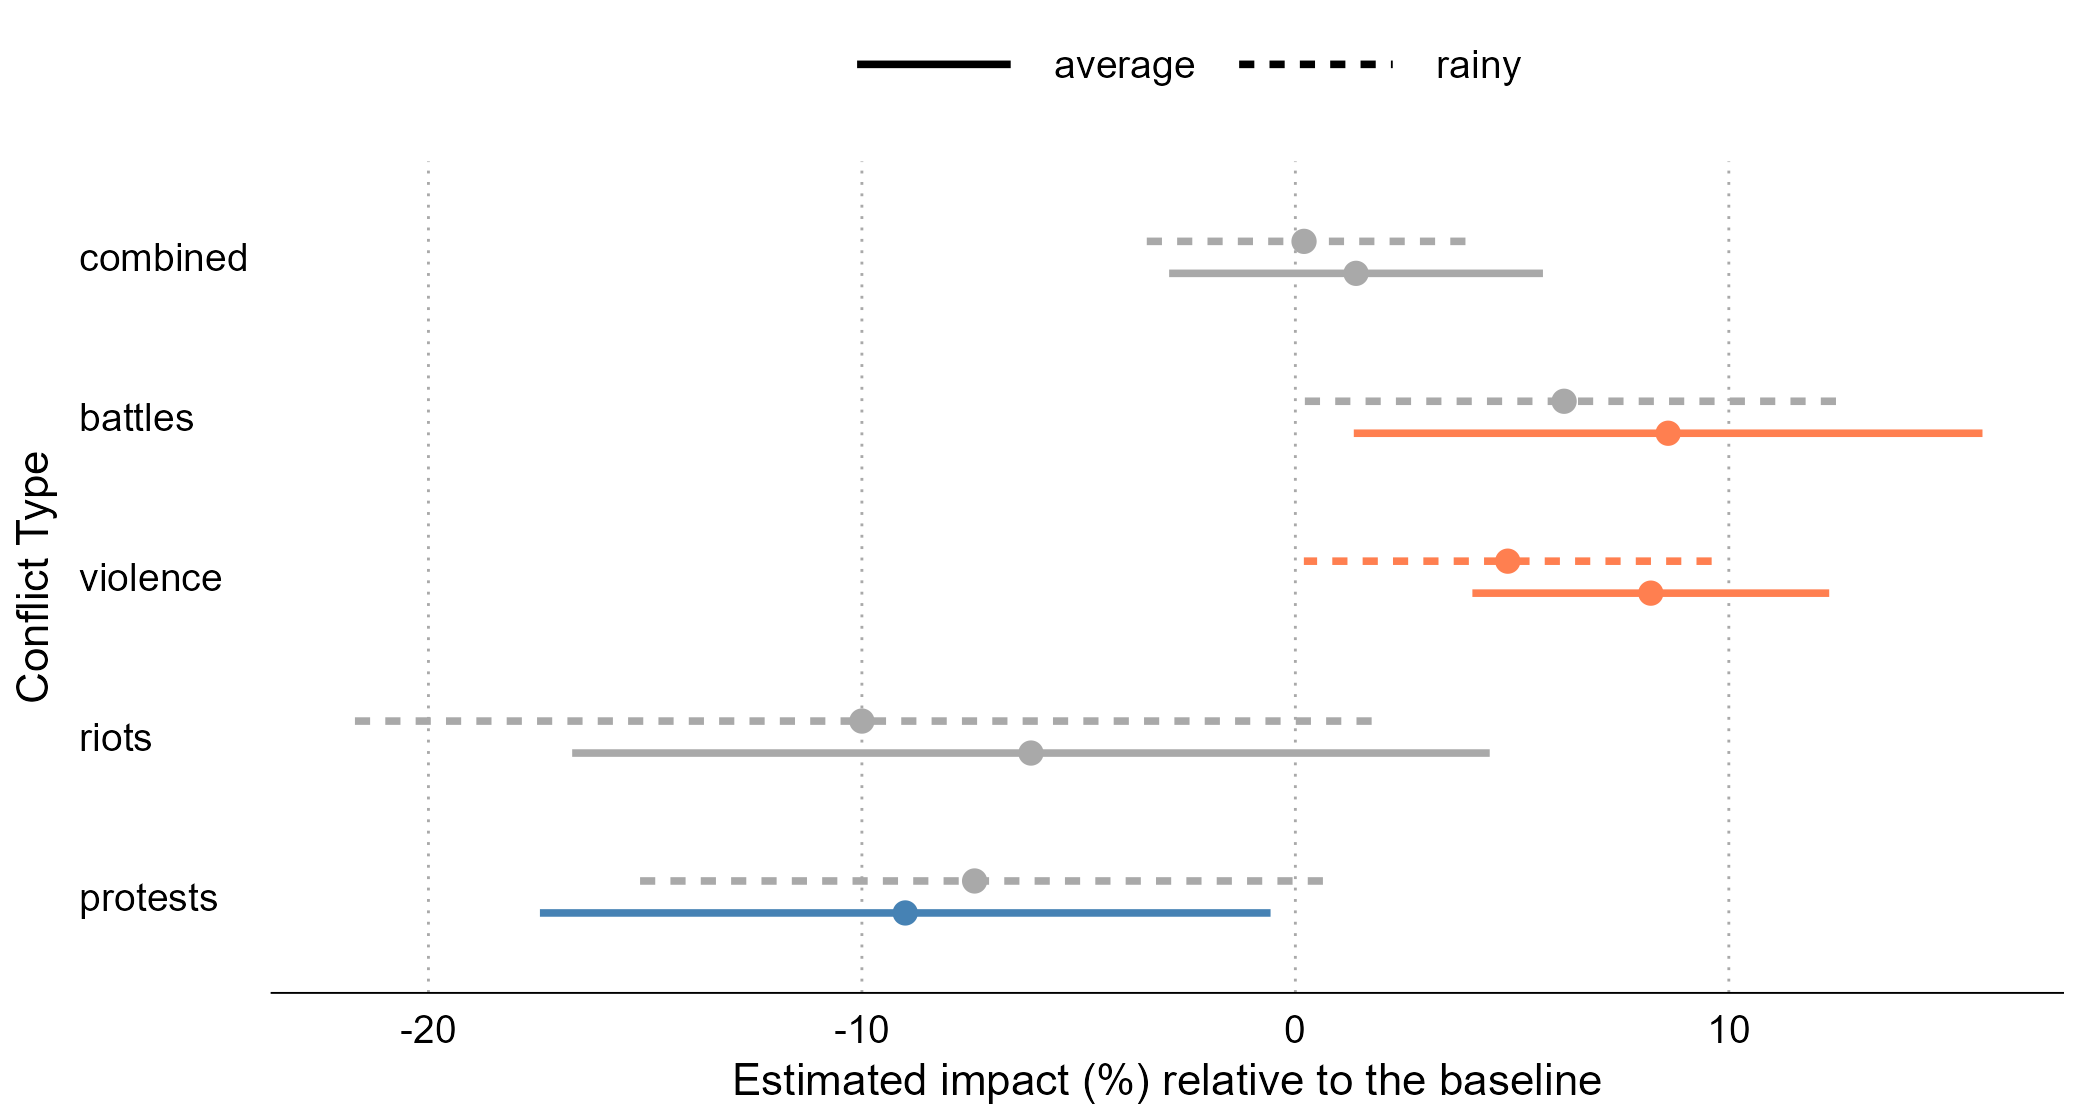 average rainy
combined
battles
violence
riots
protests
Conflict Type
-20 -10 0 10
Estimated impact (%) relative to the baseline